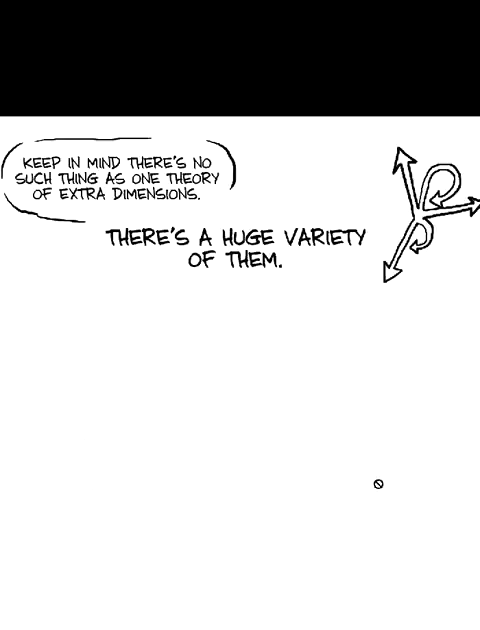 KEEP IN MIND THERE'S NO
SUCH THING AS ONE THEORY
OF EXTRA DIMENSIONS.
THERE'S A HUGE VARIETY
OF THEM.